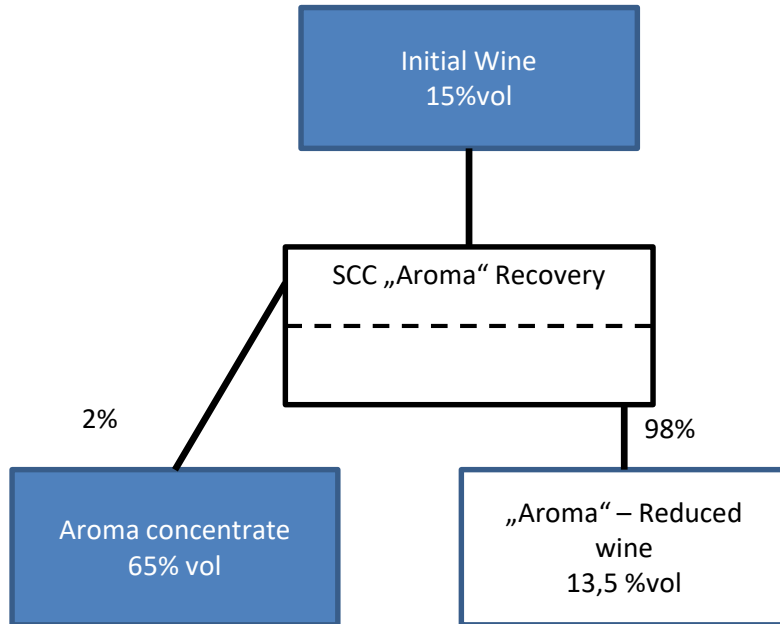 Initial Wine
15%vol
SCC „Aroma“ Recovery
2%
98%
Aroma concentrate
65% vol
„Aroma“ – Reduced
wine
13,5 %vol